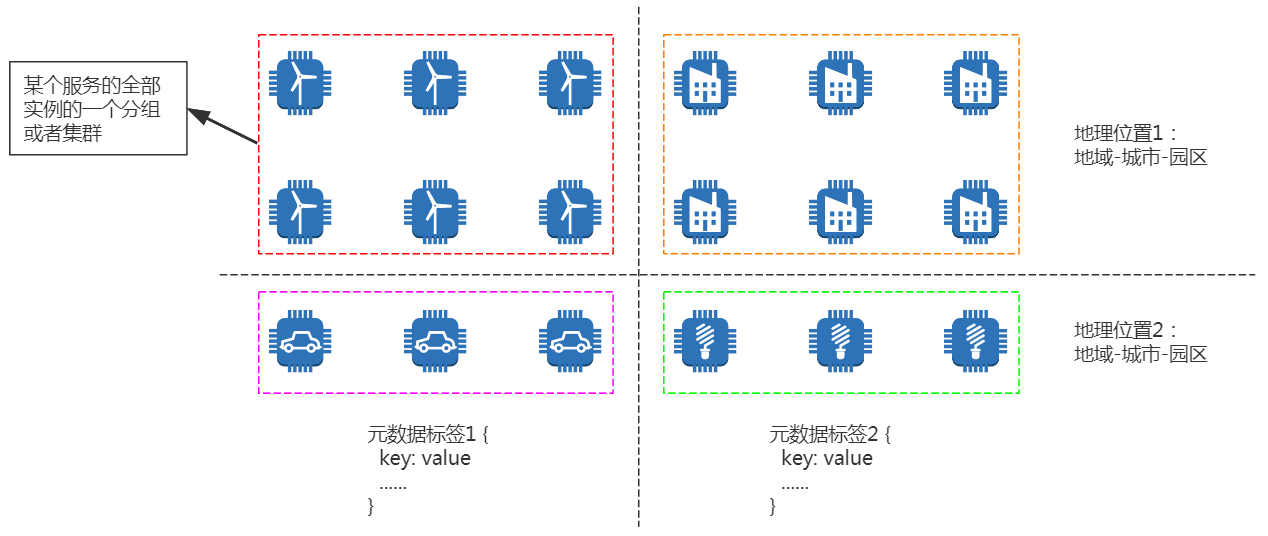 某个服务的全部
实例的一个分组
或者集群
地理位置1：
地域-城市-园区
地理位置2：
地域-城市-园区
元数据标签1 {
key: value
......
}
元数据标签2 {
key: value
......
}